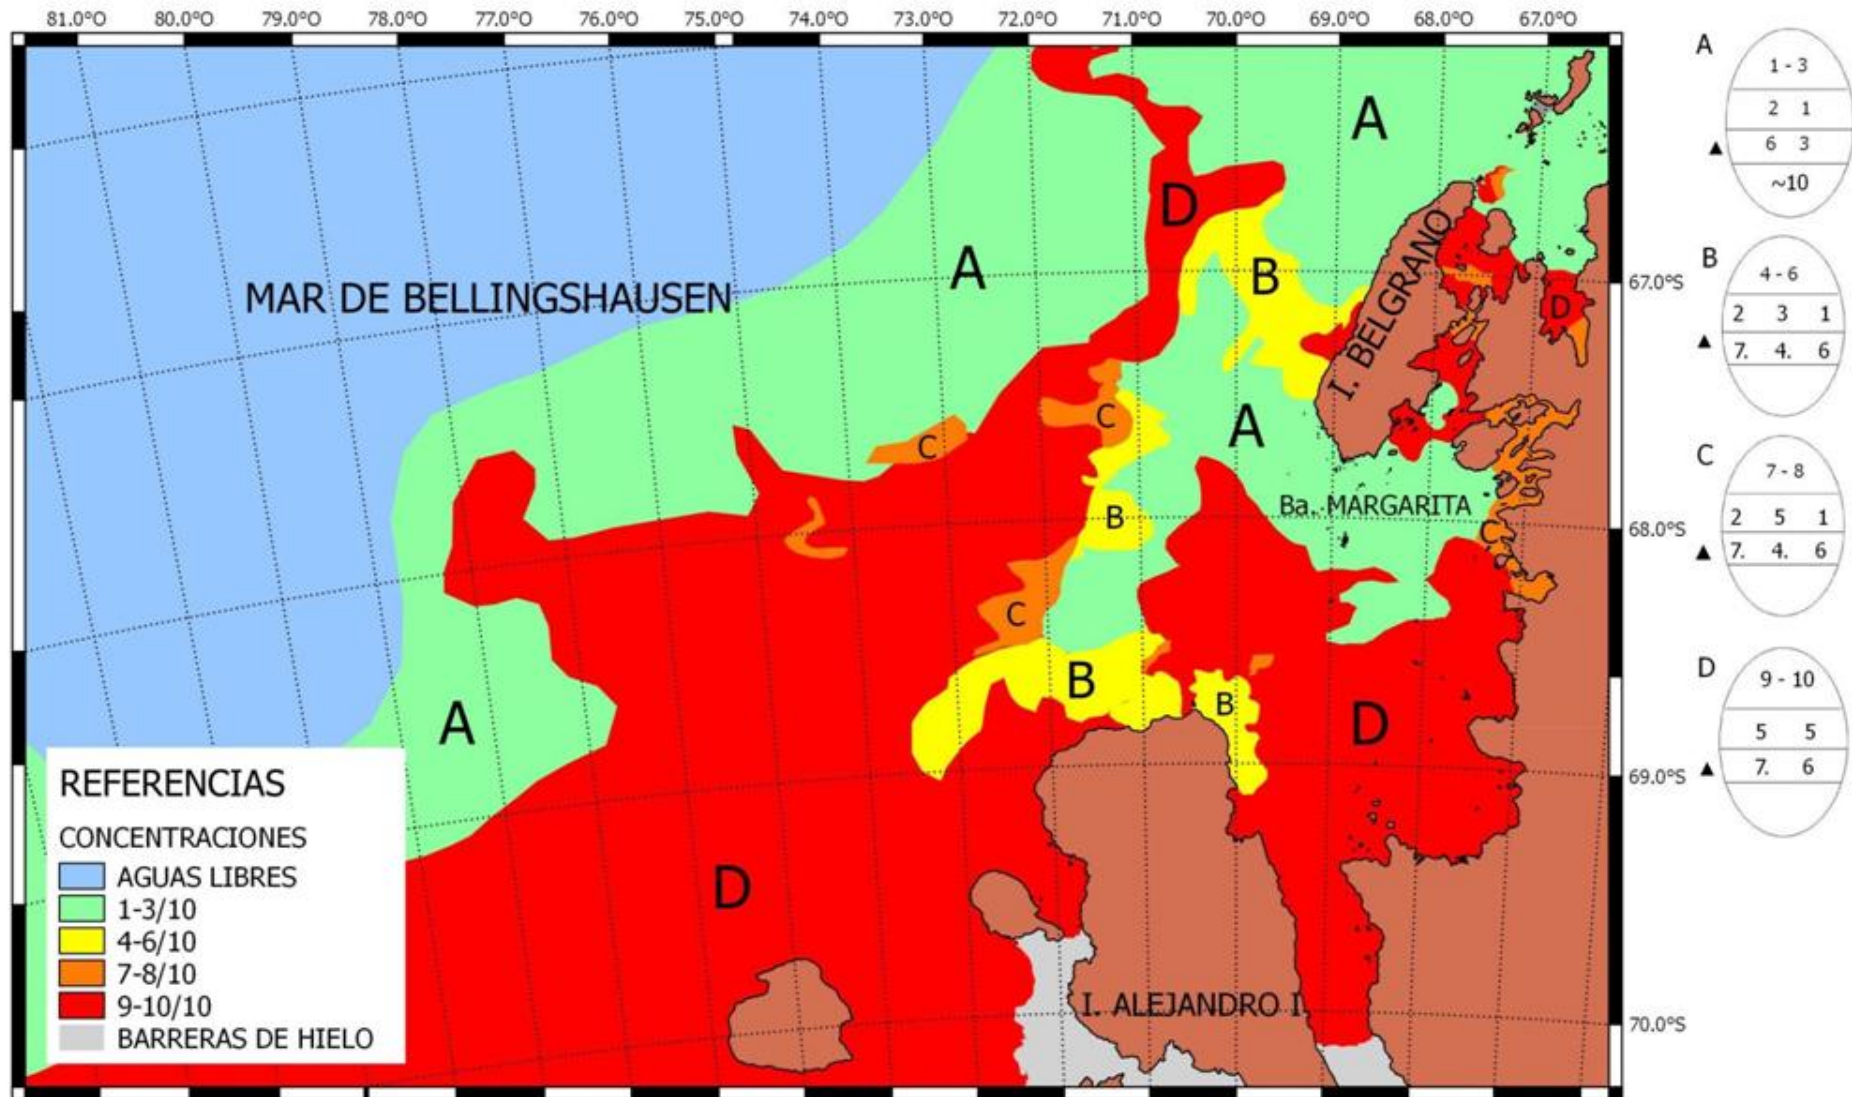 81.0ºO 80.0ºO 79.0ºO 78.0ºO 77.0ºO 76.0ºO 75.0ºO 74.0ºO 73.0ºO 72.0ºO 71.0ºO 70.0ºO 69.0ºO 68.0ºO 67.0ºO
A
D
A
B
MAR DE BELLINGSHAUSEN
I. BELGRANO
D
67.0ºS
C
C
A
Ba. MARGARITA
B
C
68.0ºS
C
B
B
A
D
69.0ºS
D
I. ALEJANDRO I
70.0ºS
REFERENCIAS
CONCENTRACIONES
AGUAS LIBRES
1-3/10
4-6/10
7-8/10
9-10/10
BARRERAS DE HIELO
A
1 - 3
2 1
▲ 6 3
~10
B
4 - 6
2 3 1
▲ 7. 4. 6
C
7 - 8
2 5 1
▲ 7. 4. 6
D
9 - 10
5 5
▲ 7. 6